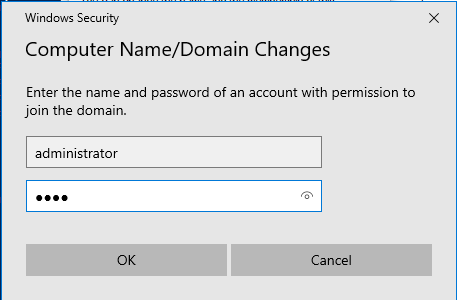 Windows Security
Computer Name/Domain Changes
Enter the name and password of an account with permission to
join the domain.
administrator
●●●●
OK
Cancel